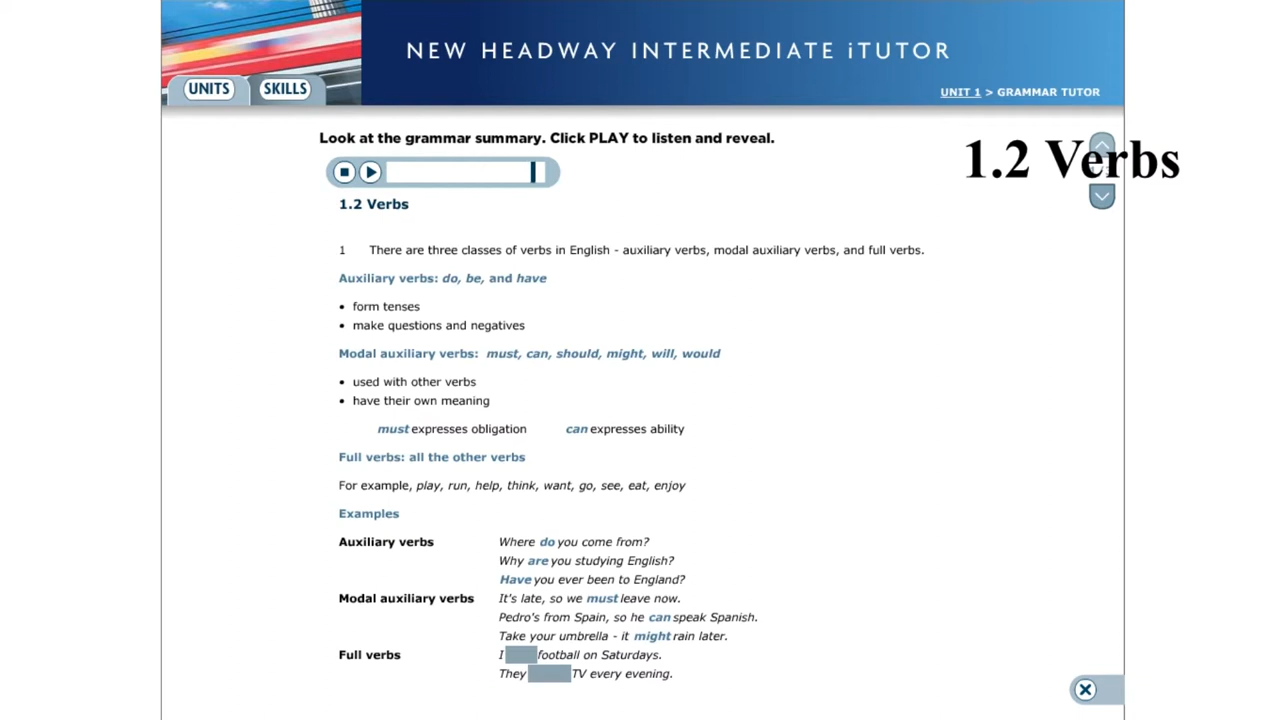 NEW HEADWAY INTERMEDIATE iTUTOR
UNITS SKILLS
UNIT 1 > GRAMMAR TUTOR
Look at the grammar summary. Click PLAY to listen and reveal.
1.2 Verbs
1.2 Verbs
1 There are three classes of verbs in English - auxiliary verbs, modal auxiliary verbs, and full verbs.
Auxiliary verbs: do, be, and have
• form tenses
• make questions and negatives
Modal auxiliary verbs: must, can, should, might, will, would
• used with other verbs
• have their own meaning
must expresses obligation can expresses ability
Full verbs: all the other verbs
For example, play, run, help, think, want, go, see, eat, enjoy
Examples
Auxiliary verbs Where do you come from?
Why are you studying English?
Have you ever been to England?
Modal auxiliary verbs It's late, so we must leave now.
Pedro's from Spain, so he can speak Spanish.
Take your umbrella - it might rain later.
Full verbs I football on Saturdays.
They TV every evening.